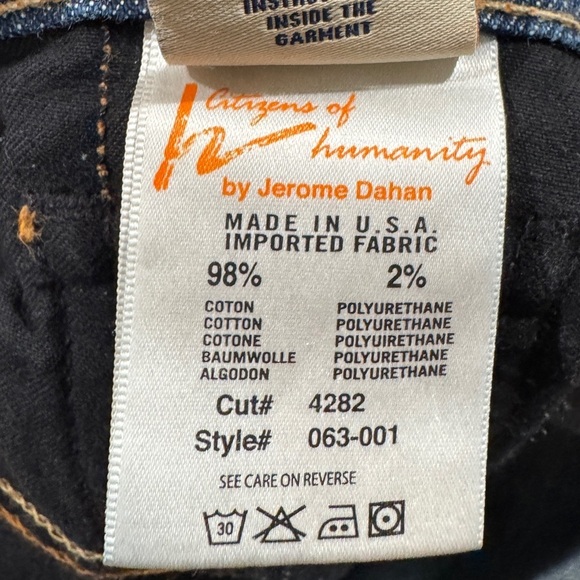 INSIDE THE
GARMENT
Citizens of
humanity
by Jerome Dahan
MADE IN U.S.A.
IMPORTED FABRIC
98% 2%
COTON POLYURETHANE
COTTON POLYURETHANE
COTONE POLYUIRETHANE
BAUMWOLLE POLYURETHANE
ALGODON POLYURETHANE
Cut# 4282
Style# 063-001
SEE CARE ON REVERSE
30